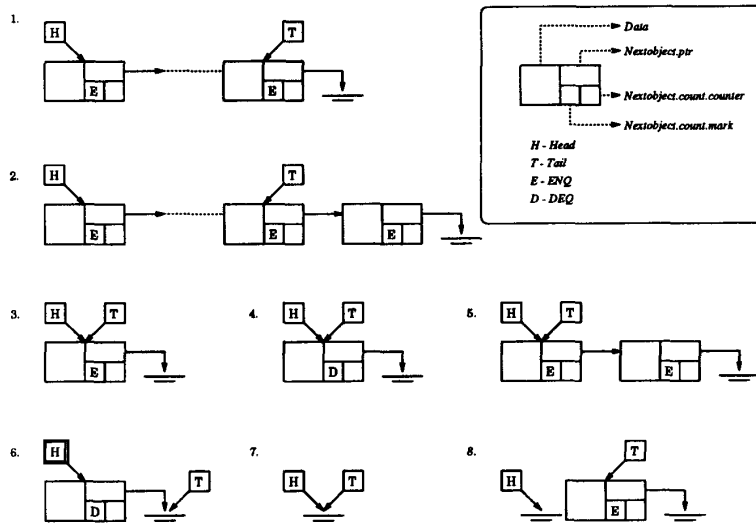 1.
H
T
E
E
Data
Nextobject.ptr
Nextobject.count.counter
Nextobject.count.mark
H - Head
T - Tail
E - ENQ
D - DEQ
2.
H
T
E
E
E
3.
H
T
E
4.
H
T
D
5.
H
T
E
E
6.
H
T
D
7.
H
T
8.
H
T
E